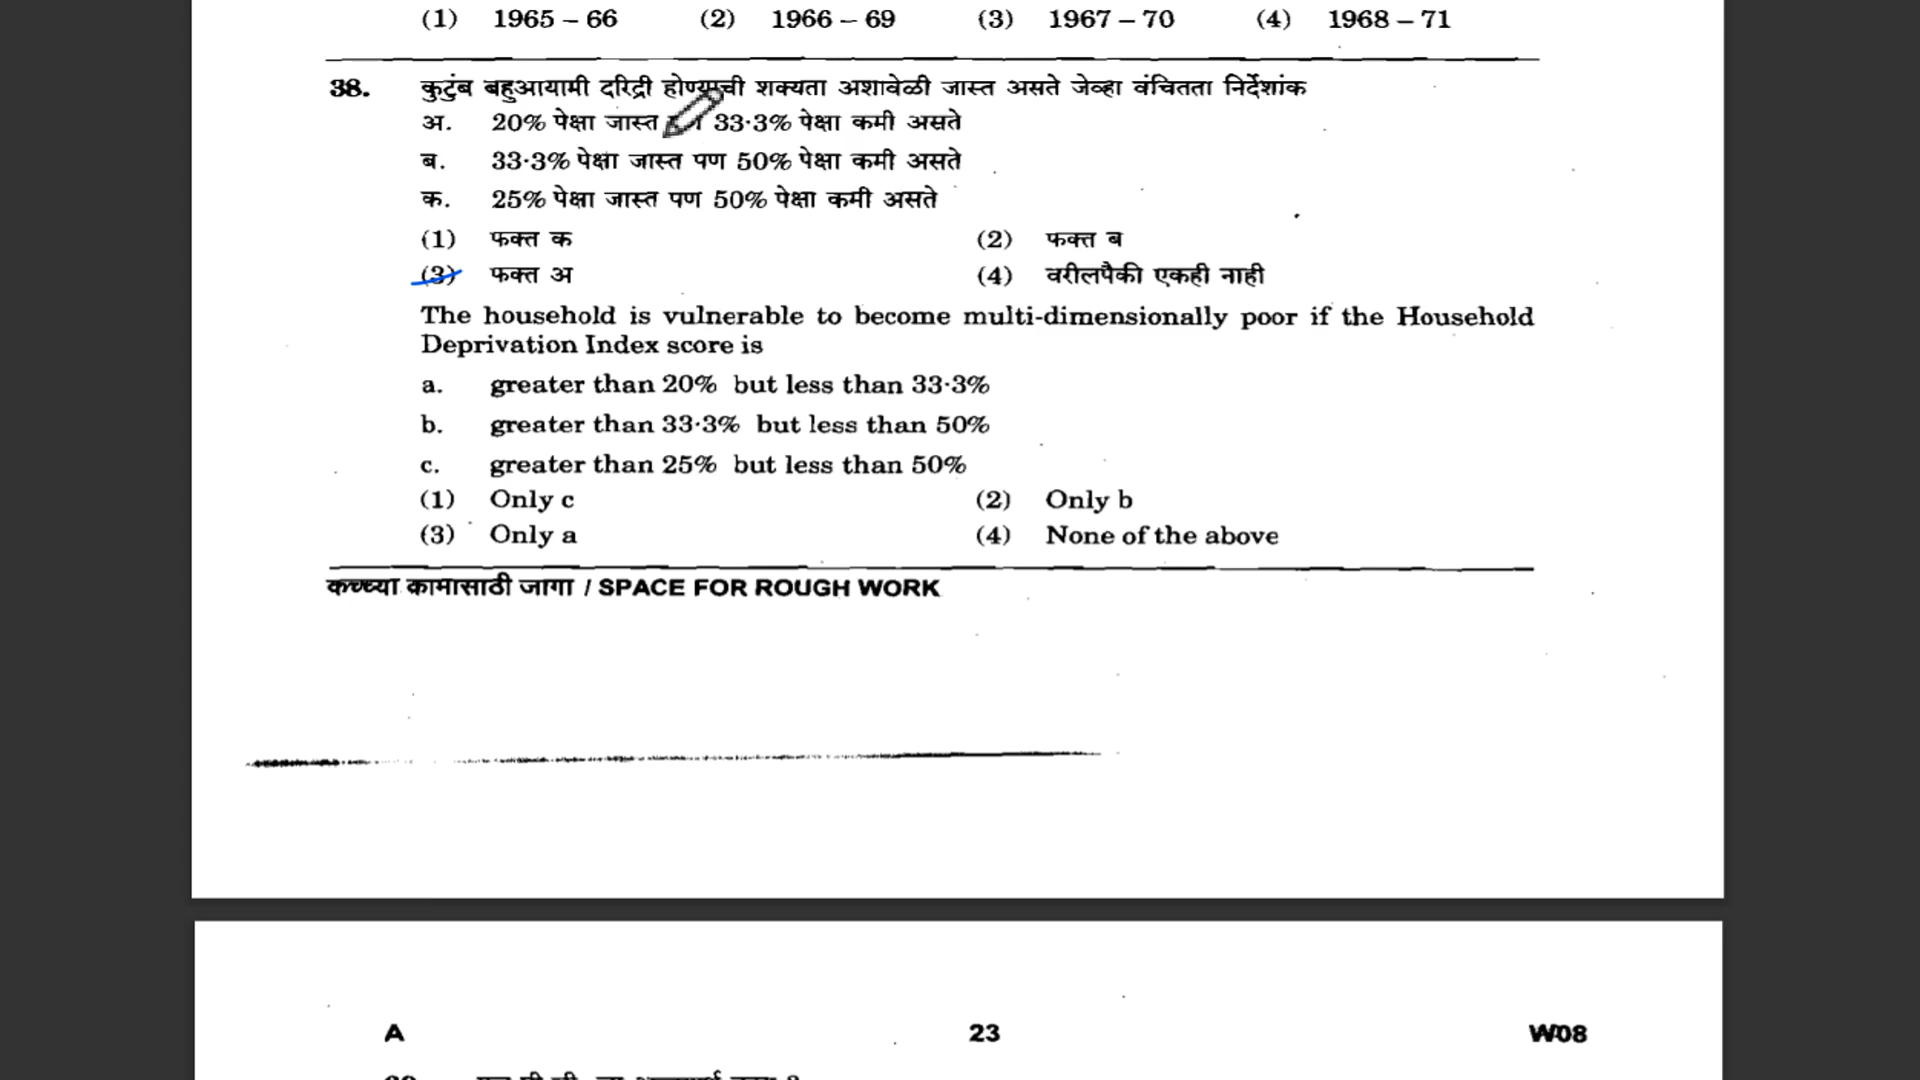 (1) 1965 – 66 (2) 1966 – 69 (3) 1967 – 70 (4) 1968 – 71
38. कुटुंब बहुआयामी दरिद्री होण्याची शक्यता अशावेळी जास्त असते जेव्हा वंचितता निर्देशांक
अ. 20% पेक्षा जास्त 33·3% पेक्षा कमी असते
ब. 33·3% पेक्षा जास्त पण 50% पेक्षा कमी असते
क. 25% पेक्षा जास्त पण 50% पेक्षा कमी असते
(1) फक्त क (2) फक्त ब
(3) फक्त अ (4) वरीलपैकी एकही नाही
The household is vulnerable to become multi-dimensionally poor if the Household
Deprivation Index score is
a. greater than 20% but less than 33·3%
b. greater than 33·3% but less than 50%
c. greater than 25% but less than 50%
(1) Only c (2) Only b
(3) Only a (4) None of the above
कच्च्या कामासाठी जागा / SPACE FOR ROUGH WORK
A 23 W08